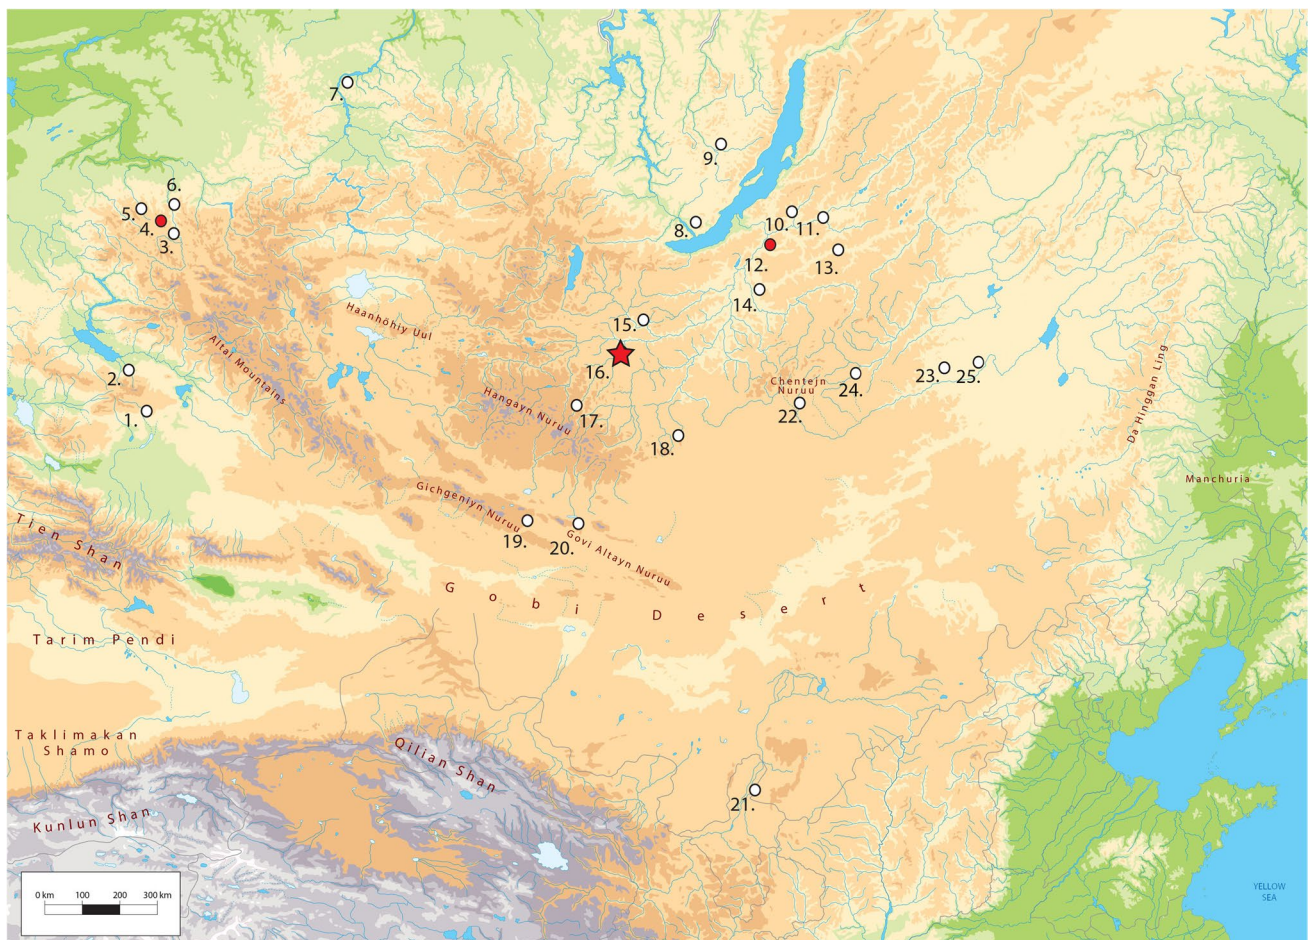 7.
9.
6.
5.
4.
3.
8.
10.
11.
12.
13.
14.
Haanhöhiy Uul
15.
16.
Altai Mountains
2.
1.
Hangayn Nuruu
17.
18.
Chentejn
Nuruu
22.
24.
23.
25.
Da Hinggan Ling
Manchuria
Gichgeniyn Nuruu
19.
20.
Govi Altayn Nuruu
Tien Shan
Gobi Desert
Tarim Pendi
Taklimakan
Shamo
Qilian Shan
Kunlun Shan
21.
0 km 100 200 300 km
YELLOW
SEA